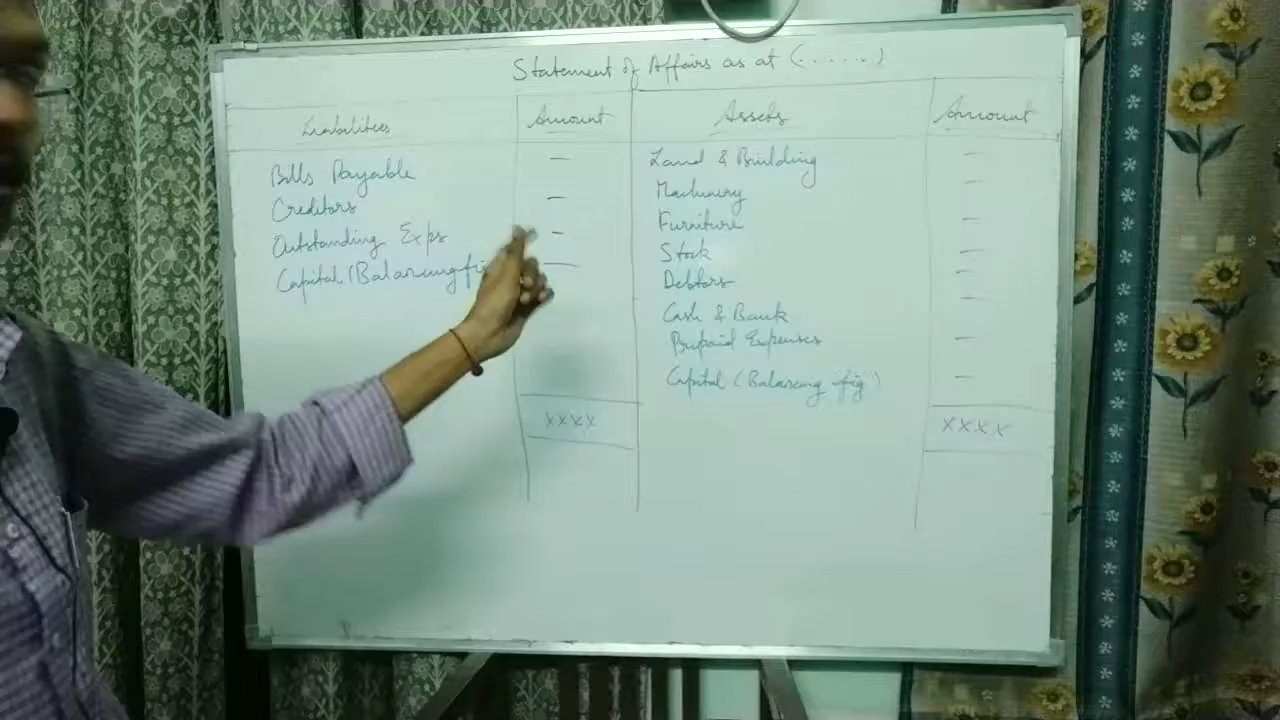 Statement of Affairs as at (......)
Liabilities Amount Assets Amount
Bills Payable — Land & Building —
Creditors — Machinery —
Outstanding Exps — Furniture —
Capital (Balancing fi — Stock —
Debtors —
Cash & Bank —
Prepaid Expenses —
Capital (Balancing fig) —
XXXX XXXX